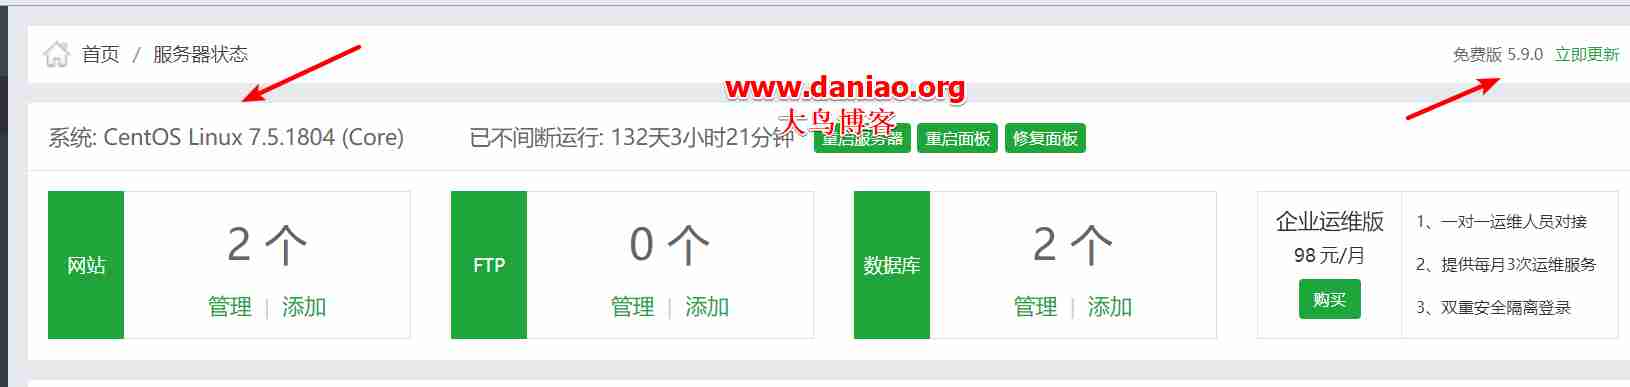 首页 / 服务器状态
免费版 5.9.0 立即更新
www.daniao.org
大鸟博客
系统: CentOS Linux 7.5.1804 (Core)
已不间断运行: 132天3小时21分钟
重启服务器 重启面板 修复面板
网站
2 个
管理 | 添加
FTP
0 个
管理 | 添加
数据库
2 个
管理 | 添加
企业运维版
98 元/月
购买
1、一对一运维人员对接
2、提供每月3次运维服务
3、双重安全隔离登录